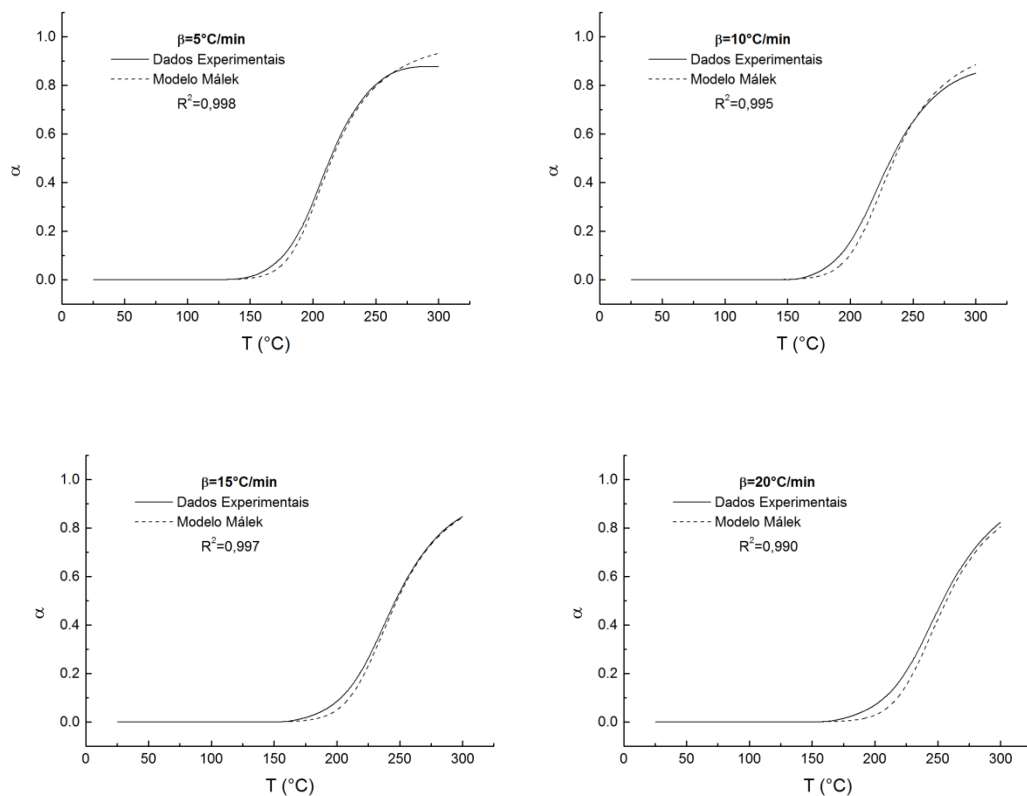 β=5°C/min
Dados Experimentais
Modelo Málek
R²=0,998
1.0
0.8
0.6
0.4
0.2
0.0
α
0 50 100 150 200 250 300
T (°C)
β=10°C/min
Dados Experimentais
Modelo Málek
R²=0,995
1.0
0.8
0.6
0.4
0.2
0.0
α
0 50 100 150 200 250 300
T (°C)
β=15°C/min
Dados Experimentais
Modelo Málek
R²=0,997
1.0
0.8
0.6
0.4
0.2
0.0
α
0 50 100 150 200 250 300
T (°C)
β=20°C/min
Dados Experimentais
Modelo Málek
R²=0,990
1.0
0.8
0.6
0.4
0.2
0.0
α
0 50 100 150 200 250 300
T (°C)